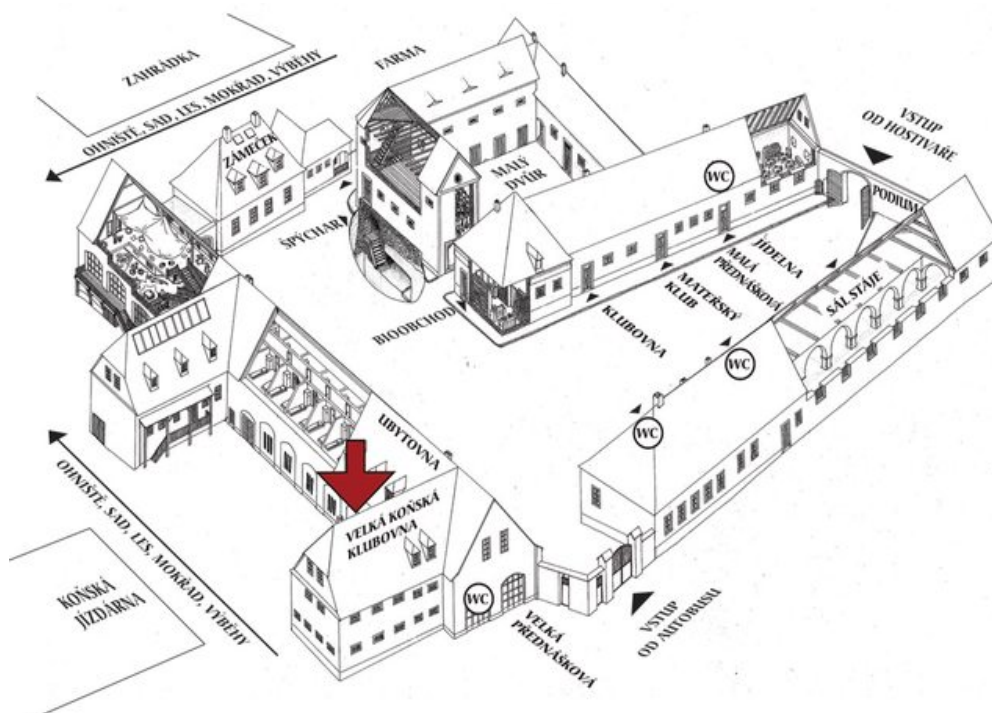 ZAHRÁDKA
OHNIŠTĚ, SAD, LES, MOKŘAD, VÝBĚHY
FARMA
ZÁMEČEK
ŠPÝCHAR
MALÝ
DVŮR
WC
VSTUP
OD HOSTIVAŘE
PODIUM
JÍDELNA
MALÁ
PŘEDNÁŠKOVÁ
MATEŘSKÝ
KLUB
KLUBOVNA
BIOOBCHOD
SÁL STÁJE
WC
WC
UBYTOVNA
VELKÁ KOŇSKÁ
KLUBOVNA
WC
VELKÁ
PŘEDNÁŠKOVÁ
VSTUP
OD AUTOBUSU
OHNIŠTĚ, SAD, LES, MOKŘAD, VÝBĚHY
KOŇSKÁ
JÍZDÁRNA